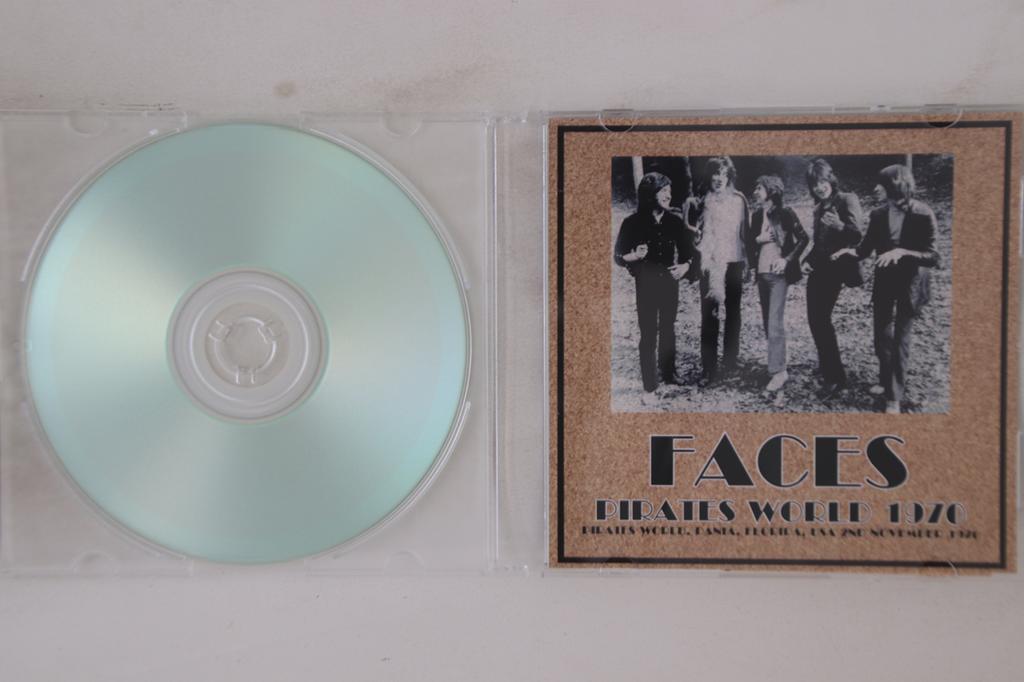 FACES
PIRATES WORLD 1970
PIRATES WORLD, DANIA, FLORIDA, USA 2ND NOVEMBER 1970